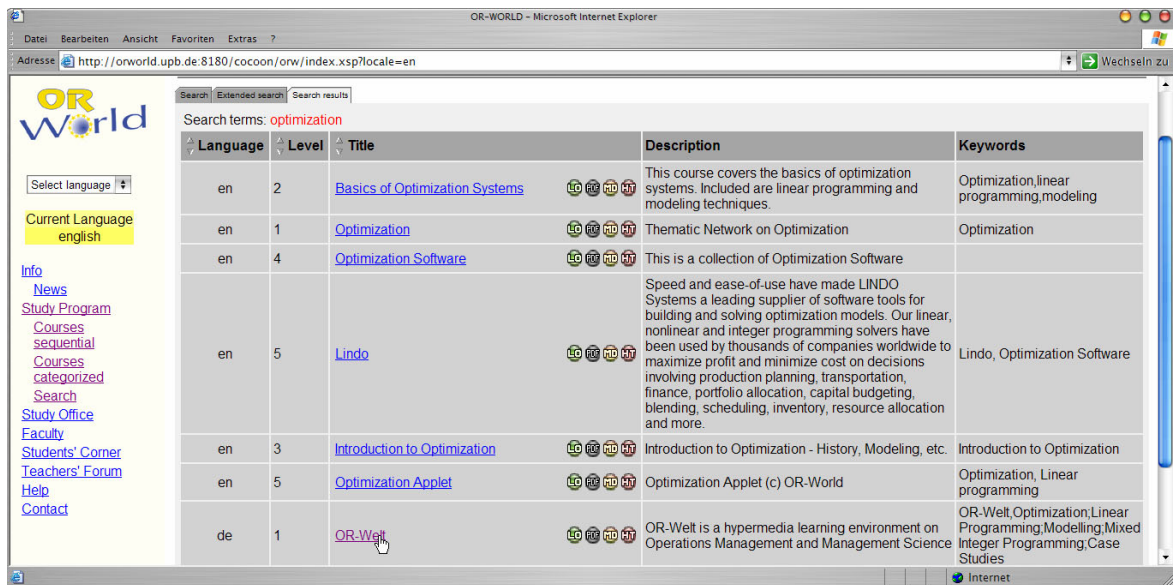 OR-WORLD - Microsoft Internet Explorer
Datei Bearbeiten Ansicht Favoriten Extras ?
Adresse http://orworld.upb.de:8180/cocoon/orw/index.xsp?locale=en Wechseln zu
OR
World
Select language
Current Language
english
Info
News
Study Program
Courses
sequential
Courses
categorized
Search
Study Office
Faculty
Students' Corner
Teachers' Forum
Help
Contact
Search Extended search Search results
Search terms: optimization
Language Level Title Description Keywords
en 2 Basics of Optimization Systems LO PDF MD HIT
This course covers the basics of optimization
systems. Included are linear programming and
modeling techniques.
Optimization,linear
programming,modeling
en 1 Optimization Thematic Network on Optimization Optimization
en 4 Optimization Software This is a collection of Optimization Software
en 5 Lindo
Speed and ease-of-use have made LINDO
Systems a leading supplier of software tools for
building and solving optimization models. Our linear,
nonlinear and integer programming solvers have
been used by thousands of companies worldwide to
maximize profit and minimize cost on decisions
involving production planning, transportation,
finance, portfolio allocation, capital budgeting,
blending, scheduling, inventory, resource allocation
and more.
Lindo, Optimization Software
en 3 Introduction to Optimization Introduction to Optimization - History, Modeling, etc. Introduction to Optimization
en 5 Optimization Applet Optimization Applet (c) OR-World
Optimization, Linear
programming
de 1 OR-Welt
OR-Welt is a hypermedia learning environment on
Operations Management and Management Science
OR-Welt,Optimization;Linear
Programming;Modelling;Mixed
Integer Programming;Case
Studies
Internet